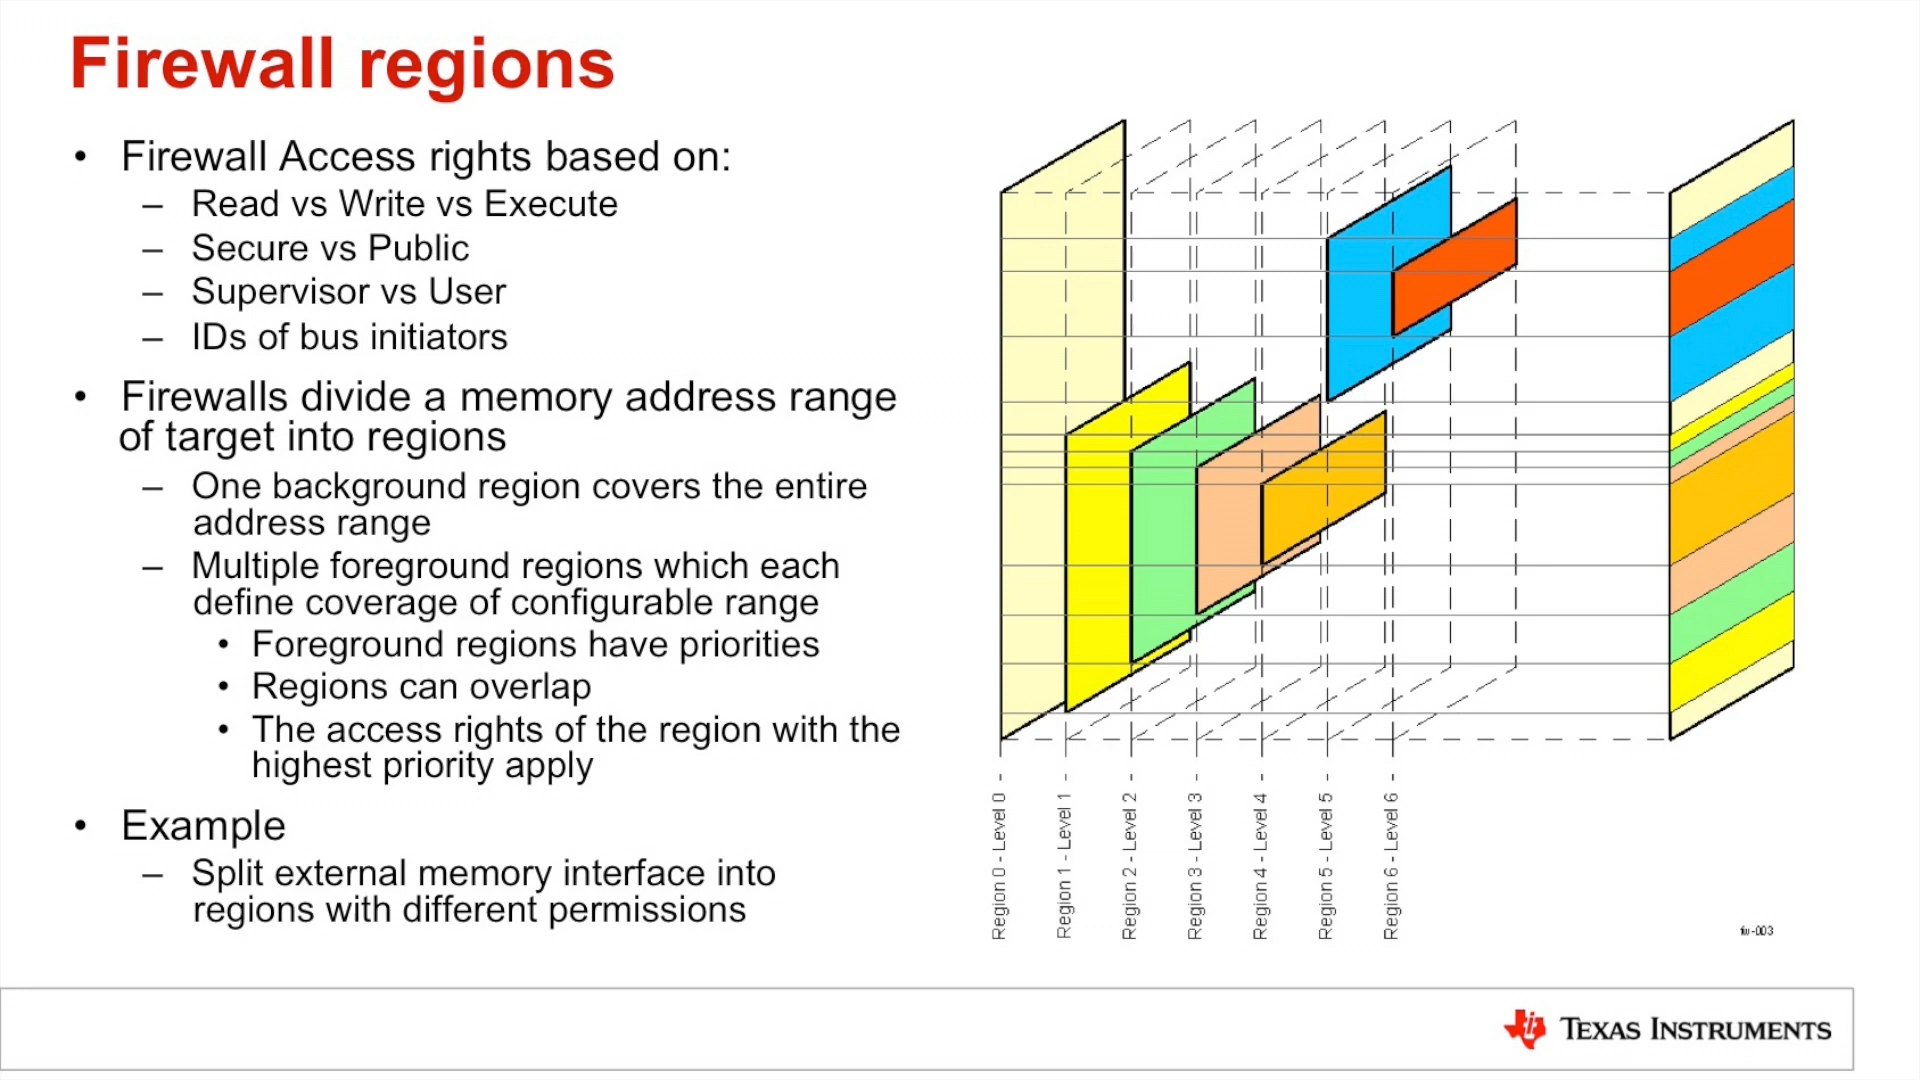 Firewall regions
• Firewall Access rights based on:
– Read vs Write vs Execute
– Secure vs Public
– Supervisor vs User
– IDs of bus initiators
• Firewalls divide a memory address range
of target into regions
– One background region covers the entire
address range
– Multiple foreground regions which each
define coverage of configurable range
• Foreground regions have priorities
• Regions can overlap
• The access rights of the region with the
highest priority apply
• Example
– Split external memory interface into
regions with different permissions
Region 0 - Level 0 -
Region 1 - Level 1 -
Region 2 - Level 2 -
Region 3 - Level 3 -
Region 4 - Level 4 -
Region 5 - Level 5 -
Region 6 - Level 6 -
fw-003
TEXAS INSTRUMENTS